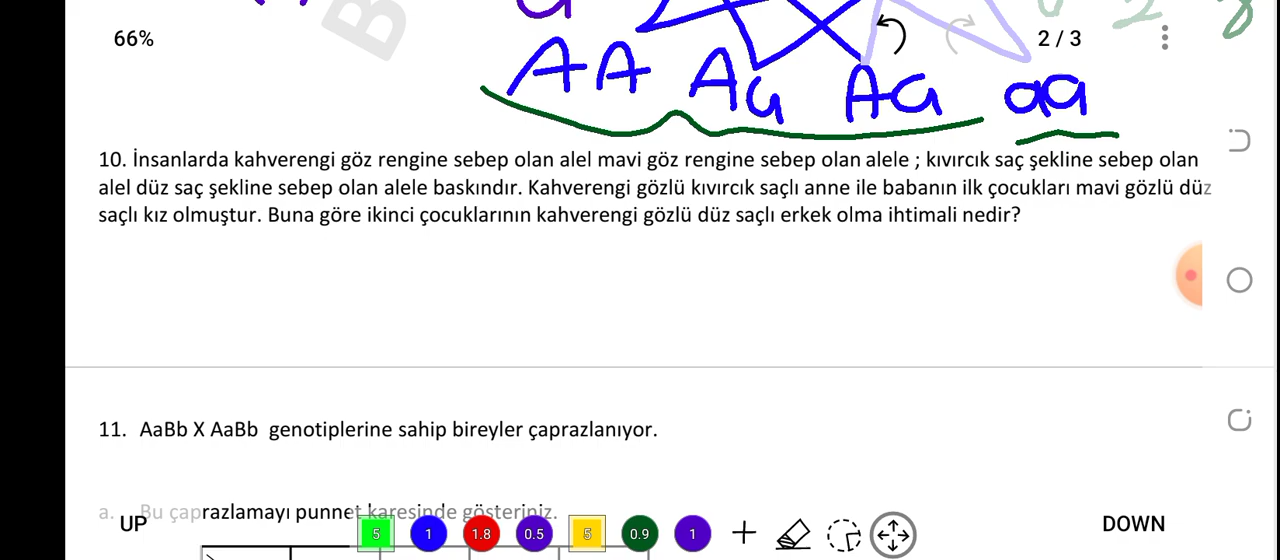 66%
2 / 3
AA Aa Aa aa
10. İnsanlarda kahverengi göz rengine sebep olan alel mavi göz rengine sebep olan alele ; kıvırcık saç şekline sebep olan
alel düz saç şekline sebep olan alele baskındır. Kahverengi gözlü kıvırcık saçlı anne ile babanın ilk çocukları mavi gözlü düz
saçlı kız olmuştur. Buna göre ikinci çocuklarının kahverengi gözlü düz saçlı erkek olma ihtimali nedir?
11. AaBb X AaBb genotiplerine sahip bireyler çaprazlanıyor.
a. Bu çaprazlamayı punnet karesinde gösteriniz.
UP
5 1 1.8 0.5 5 0.9 1
DOWN